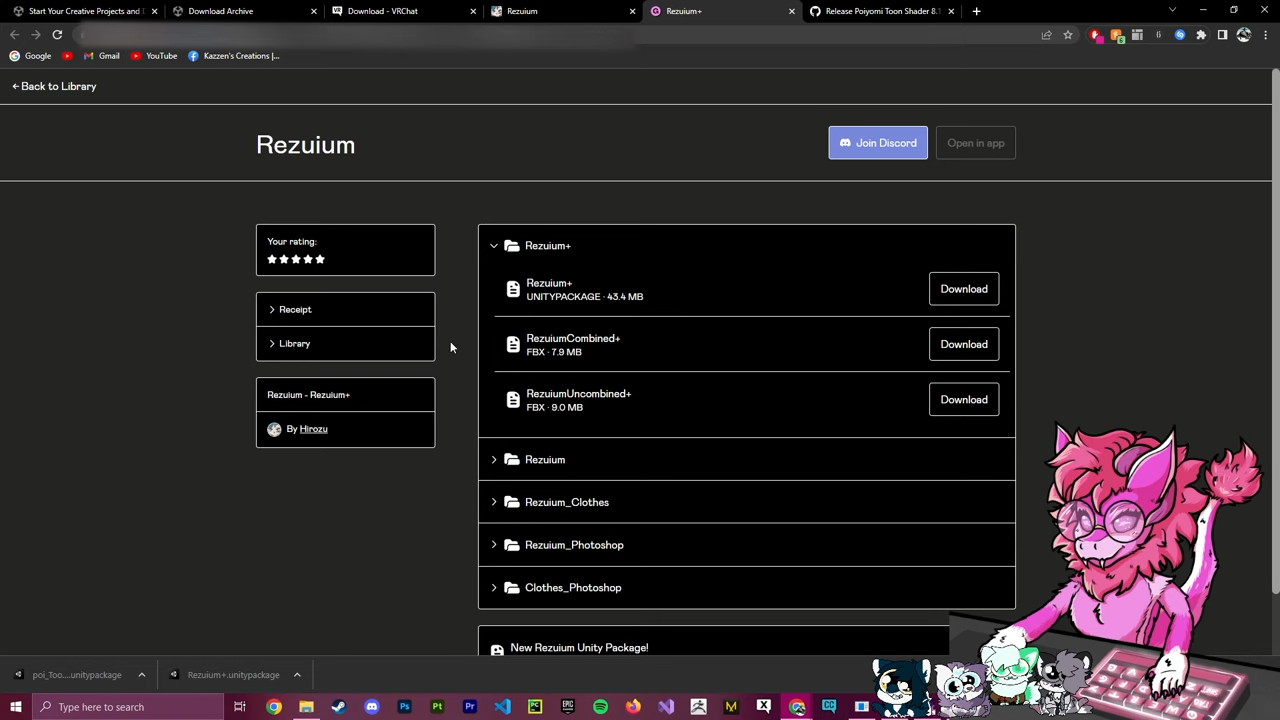 Start Your Creative Projects and D
Download Archive
Download - VRChat
Rezuium
Rezuium+
Release Poiyomi Toon Shader 8.1
Google
Gmail
YouTube
Kazzen's Creations |...
Back to Library
Rezuium
Join Discord
Open in app
Your rating:
Receipt
Library
Rezuium - Rezuium+
By Hirozu
Rezuium+
Rezuium+
UNITYPACKAGE · 43.4 MB
Download
RezuiumCombined+
FBX · 7.9 MB
Download
RezuiumUncombined+
FBX · 9.0 MB
Download
Rezuium
Rezuium_Clothes
Rezuium_Photoshop
Clothes_Photoshop
New Rezuium Unity Package!
poi_Too....unitypackage
Rezuium+.unitypackage
Type here to search